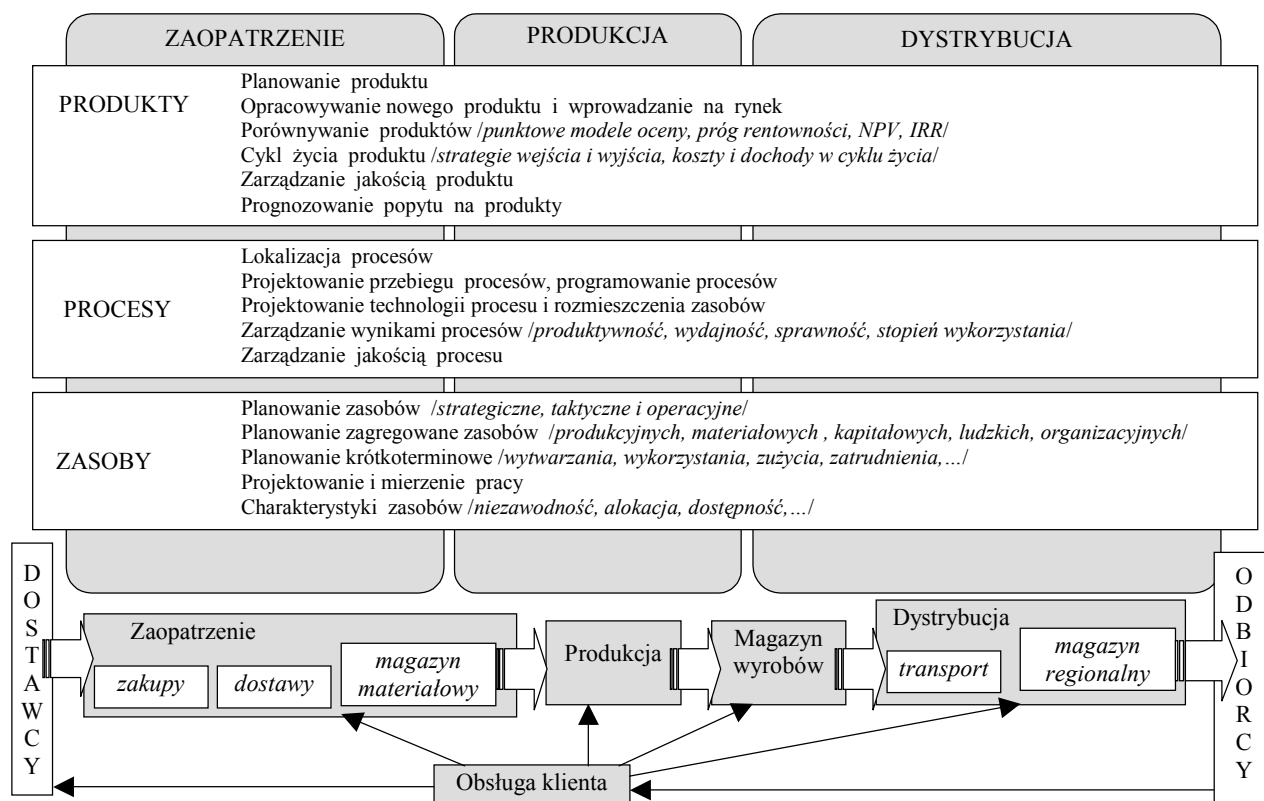 ZAOPATRZENIE
PRODUKCJA
DYSTRYBUCJA
PRODUKTY
Planowanie produktu
Opracowywanie nowego produktu i wprowadzanie na rynek
Porównywanie produktów /punktowe modele oceny, próg rentowności, NPV, IRR/
Cykl życia produktu /strategie wejścia i wyjścia, koszty i dochody w cyklu życia/
Zarządzanie jakością produktu
Prognozowanie popytu na produkty
PROCESY
Lokalizacja procesów
Projektowanie przebiegu procesów, programowanie procesów
Projektowanie technologii procesu i rozmieszczenia zasobów
Zarządzanie wynikami procesów /produktywność, wydajność, sprawność, stopień wykorzystania/
Zarządzanie jakością procesu
ZASOBY
Planowanie zasobów /strategiczne, taktyczne i operacyjne/
Planowanie zagregowane zasobów /produkcyjnych, materiałowych , kapitałowych, ludzkich, organizacyjnych/
Planowanie krótkoterminowe /wytwarzania, wykorzystania, zużycia, zatrudnienia,…/
Projektowanie i mierzenie pracy
Charakterystyki zasobów /niezawodność, alokacja, dostępność,…/
DOSTAWCY
Zaopatrzenie
zakupy
dostawy
magazyn
materiałowy
Produkcja
Magazyn
wyrobów
Dystrybucja
transport
magazyn
regionalny
ODBIORCY
Obsługa klienta